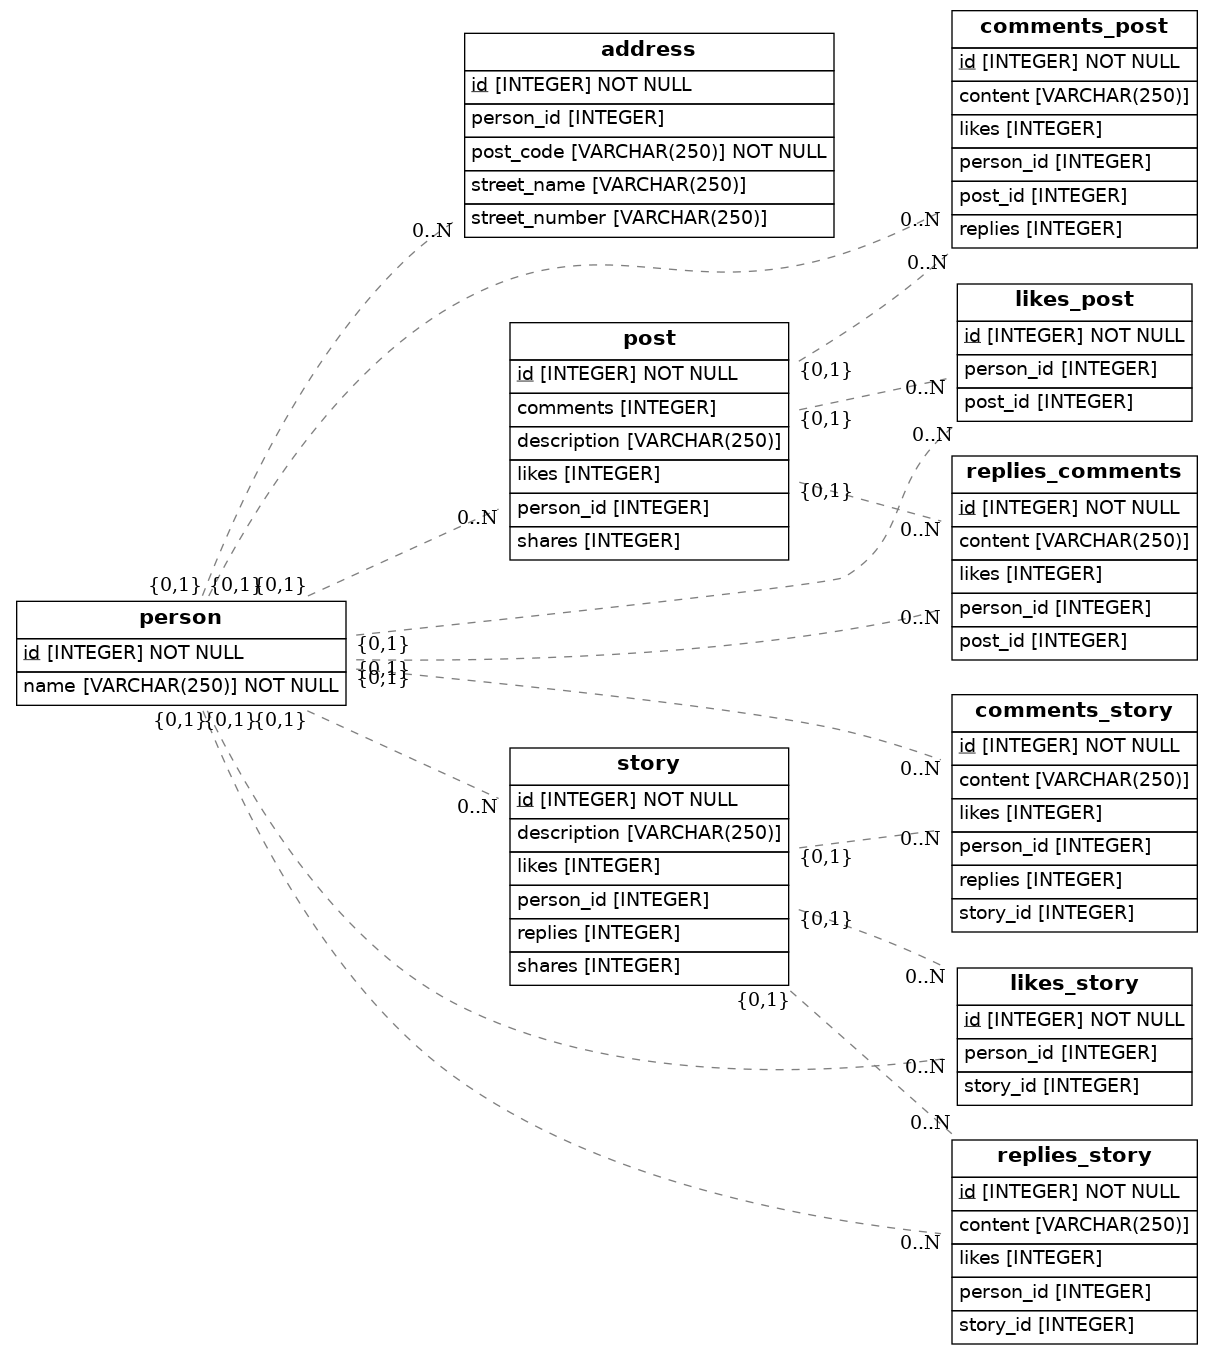 address
id [INTEGER] NOT NULL
person_id [INTEGER]
post_code [VARCHAR(250)] NOT NULL
street_name [VARCHAR(250)]
street_number [VARCHAR(250)]
0..N
comments_post
id [INTEGER] NOT NULL
content [VARCHAR(250)]
likes [INTEGER]
person_id [INTEGER]
post_id [INTEGER]
replies [INTEGER]
0..N
0..N
post
id [INTEGER] NOT NULL
comments [INTEGER]
description [VARCHAR(250)]
likes [INTEGER]
person_id [INTEGER]
shares [INTEGER]
{0,1}
{0,1}
{0,1}
0..N
likes_post
id [INTEGER] NOT NULL
person_id [INTEGER]
post_id [INTEGER]
0..N
0..N
replies_comments
id [INTEGER] NOT NULL
content [VARCHAR(250)]
likes [INTEGER]
person_id [INTEGER]
post_id [INTEGER]
0..N
0..N
{0,1} {0,1} {0,1}
person
id [INTEGER] NOT NULL
name [VARCHAR(250)] NOT NULL
{0,1}
{0,1}
{0,1}
{0,1} {0,1} {0,1}
comments_story
id [INTEGER] NOT NULL
content [VARCHAR(250)]
likes [INTEGER]
person_id [INTEGER]
replies [INTEGER]
story_id [INTEGER]
0..N
0..N
story
id [INTEGER] NOT NULL
description [VARCHAR(250)]
likes [INTEGER]
person_id [INTEGER]
replies [INTEGER]
shares [INTEGER]
0..N
{0,1}
{0,1}
{0,1}
likes_story
id [INTEGER] NOT NULL
person_id [INTEGER]
story_id [INTEGER]
0..N
0..N
replies_story
id [INTEGER] NOT NULL
content [VARCHAR(250)]
likes [INTEGER]
person_id [INTEGER]
story_id [INTEGER]
0..N
0..N